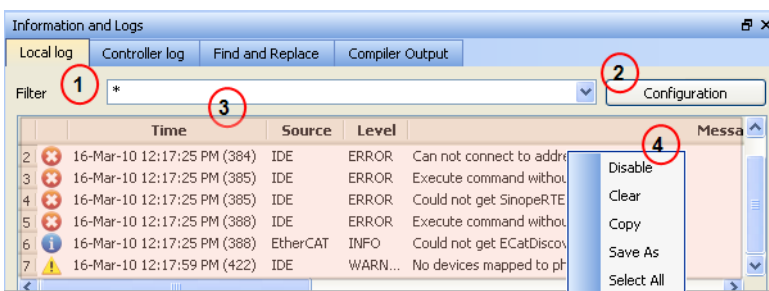 Information and Logs
Local log Controller log Find and Replace Compiler Output
1 2
Filter * Configuration
3
Time Source Level Messa
4
2 16-Mar-10 12:17:25 PM (384) IDE ERROR Can not connect to addre
3 16-Mar-10 12:17:25 PM (385) IDE ERROR Execute command withou
4 16-Mar-10 12:17:25 PM (385) IDE ERROR Could not get SinopeRTE
5 16-Mar-10 12:17:25 PM (388) IDE ERROR Execute command withou
6 16-Mar-10 12:17:25 PM (388) EtherCAT INFO Could not get ECatDiscov
7 16-Mar-10 12:17:59 PM (422) IDE WARN... No devices mapped to ph
Disable
Clear
Copy
Save As
Select All